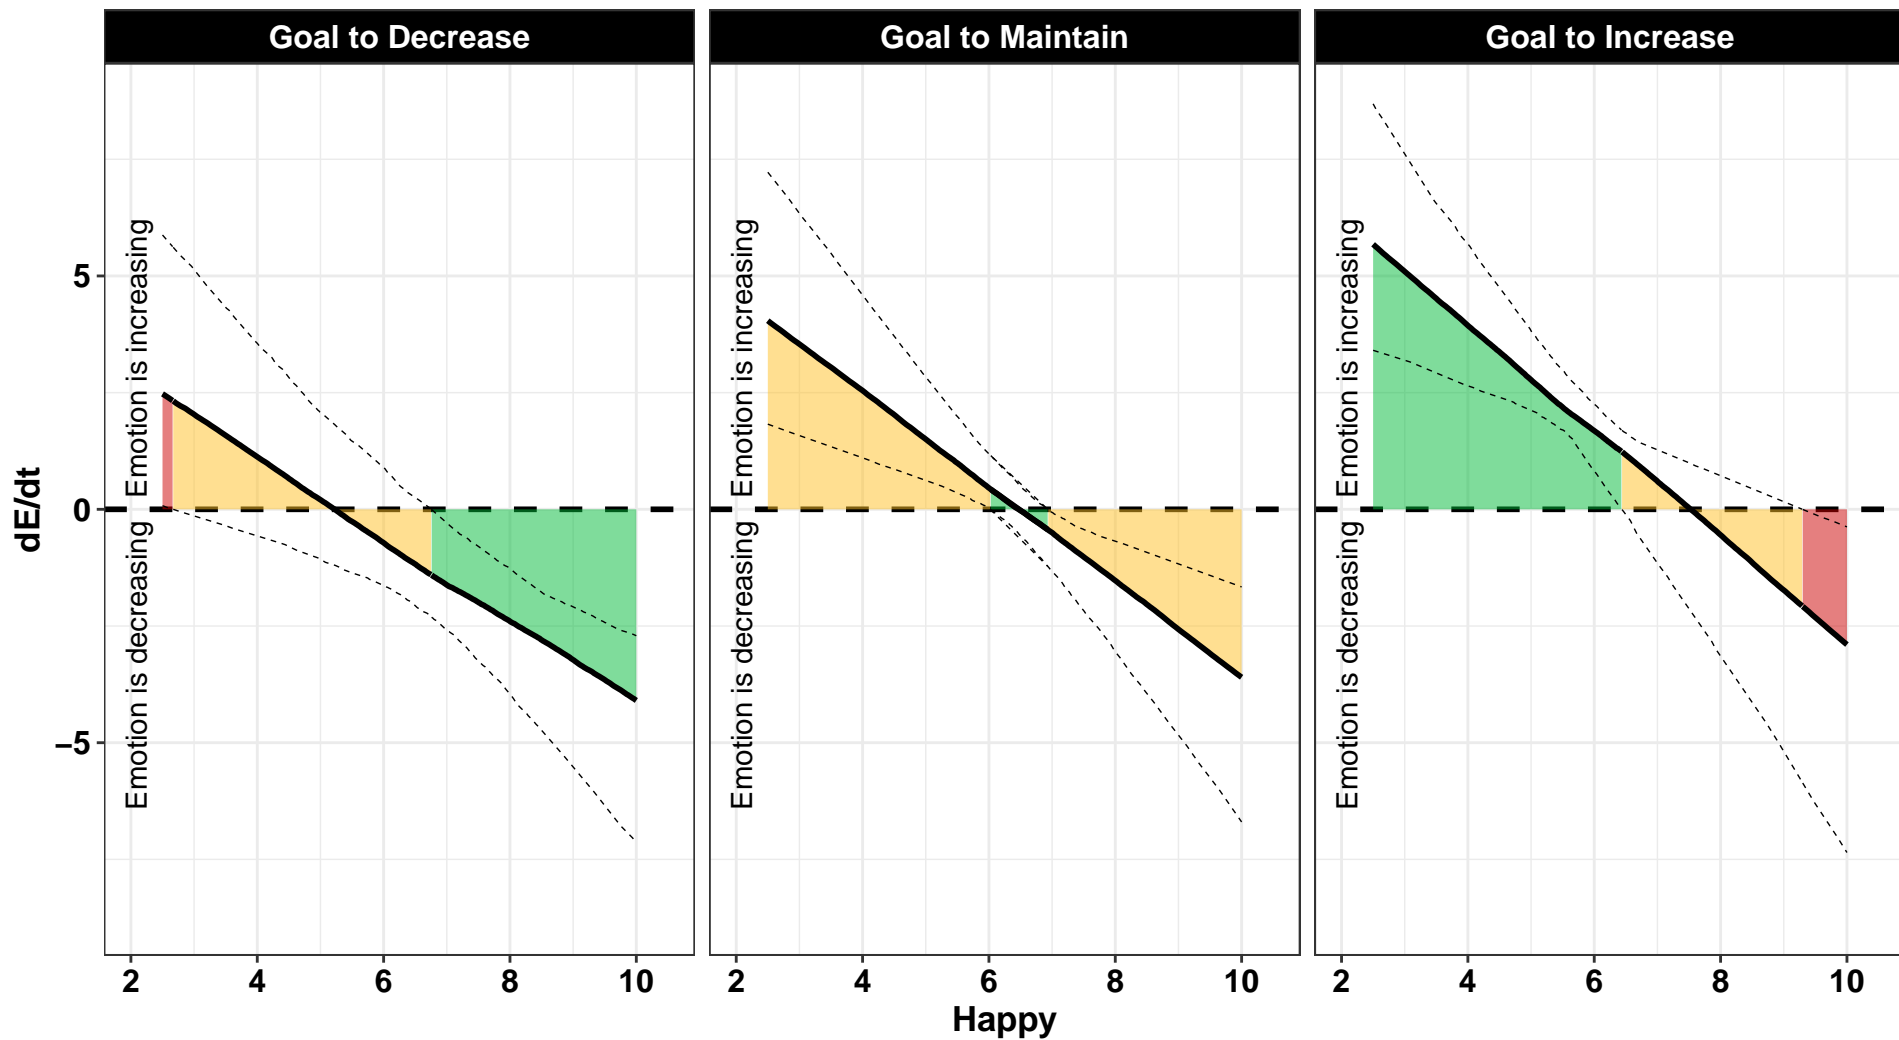 Goal to Decrease
Goal to Maintain
Goal to Increase
dE/dt
5
0
−5
Emotion is increasing
Emotion is decreasing
Emotion is increasing
Emotion is decreasing
Emotion is increasing
Emotion is decreasing
2 4 6 8 10
2 4 6 8 10
2 4 6 8 10
Happy